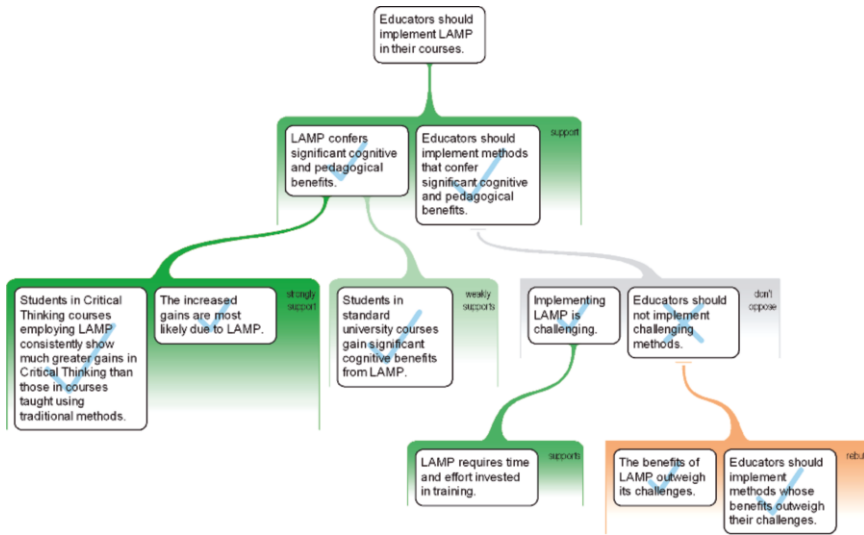 Educators should
implement LAMP
in their courses.
support
LAMP confers
significant cognitive
and pedagogical
benefits.
Educators should
implement methods
that confer
significant cognitive
and pedagogical
benefits.
strongly
support
Students in Critical
Thinking courses
employing LAMP
consistently show
much greater gains in
Critical Thinking than
those in courses
taught using
traditional methods.
The increased
gains are most
likely due to LAMP.
weakly
supports
Students in
standard
university courses
gain significant
cognitive benefits
from LAMP.
don't
oppose
Implementing
LAMP is
challenging.
Educators should
not implement
challenging
methods.
supports
LAMP requires time
and effort invested
in training.
rebut
The benefits of
LAMP outweigh
its challenges.
Educators should
implement
methods whose
benefits outweigh
their challenges.